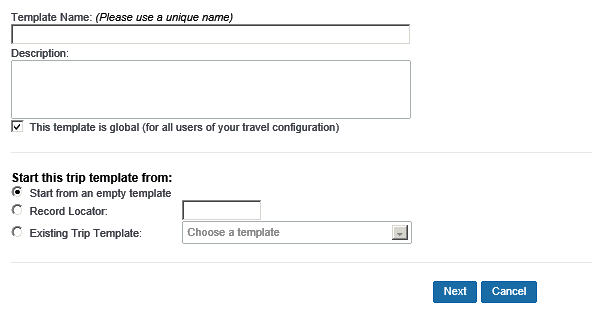 Template Name: (Please use a unique name)
Description:
This template is global (for all users of your travel configuration)
Start this trip template from:
Start from an empty template
Record Locator:
Existing Trip Template: Choose a template
Next Cancel